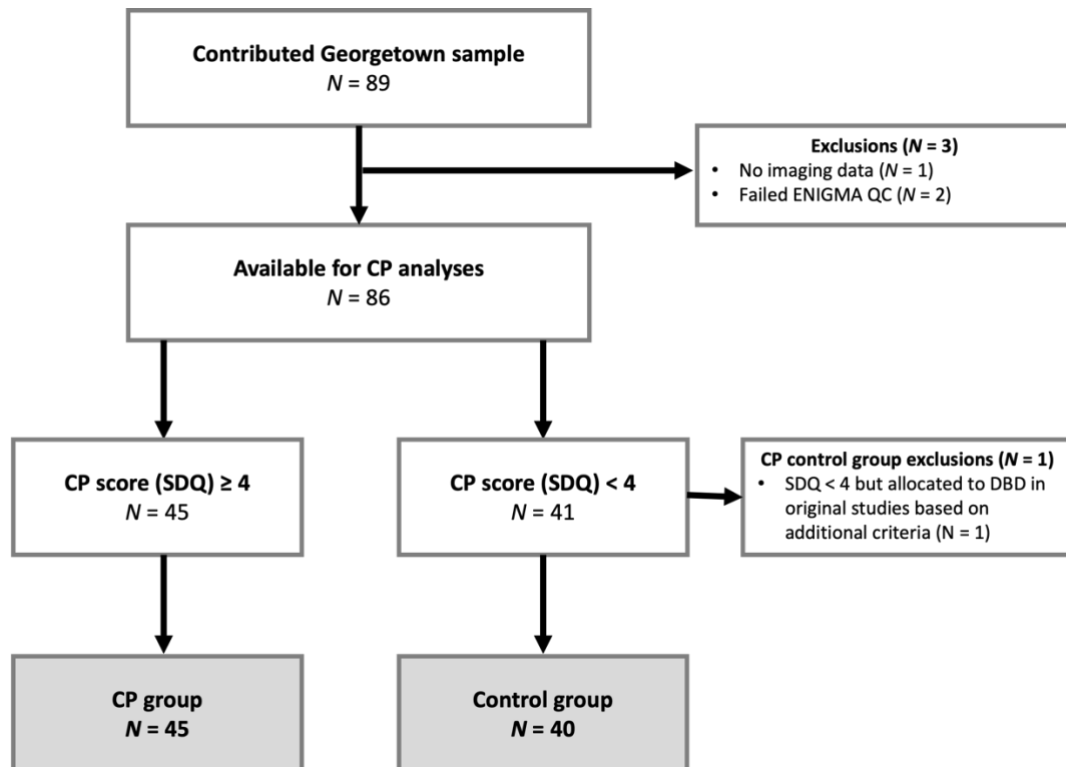 Contributed Georgetown sample
N = 89
Exclusions (N = 3)
• No imaging data (N = 1)
• Failed ENIGMA QC (N = 2)
Available for CP analyses
N = 86
CP score (SDQ) ≥ 4
N = 45
CP score (SDQ) < 4
N = 41
CP control group exclusions (N = 1)
• SDQ < 4 but allocated to DBD in
original studies based on
additional criteria (N = 1)
CP group
N = 45
Control group
N = 40